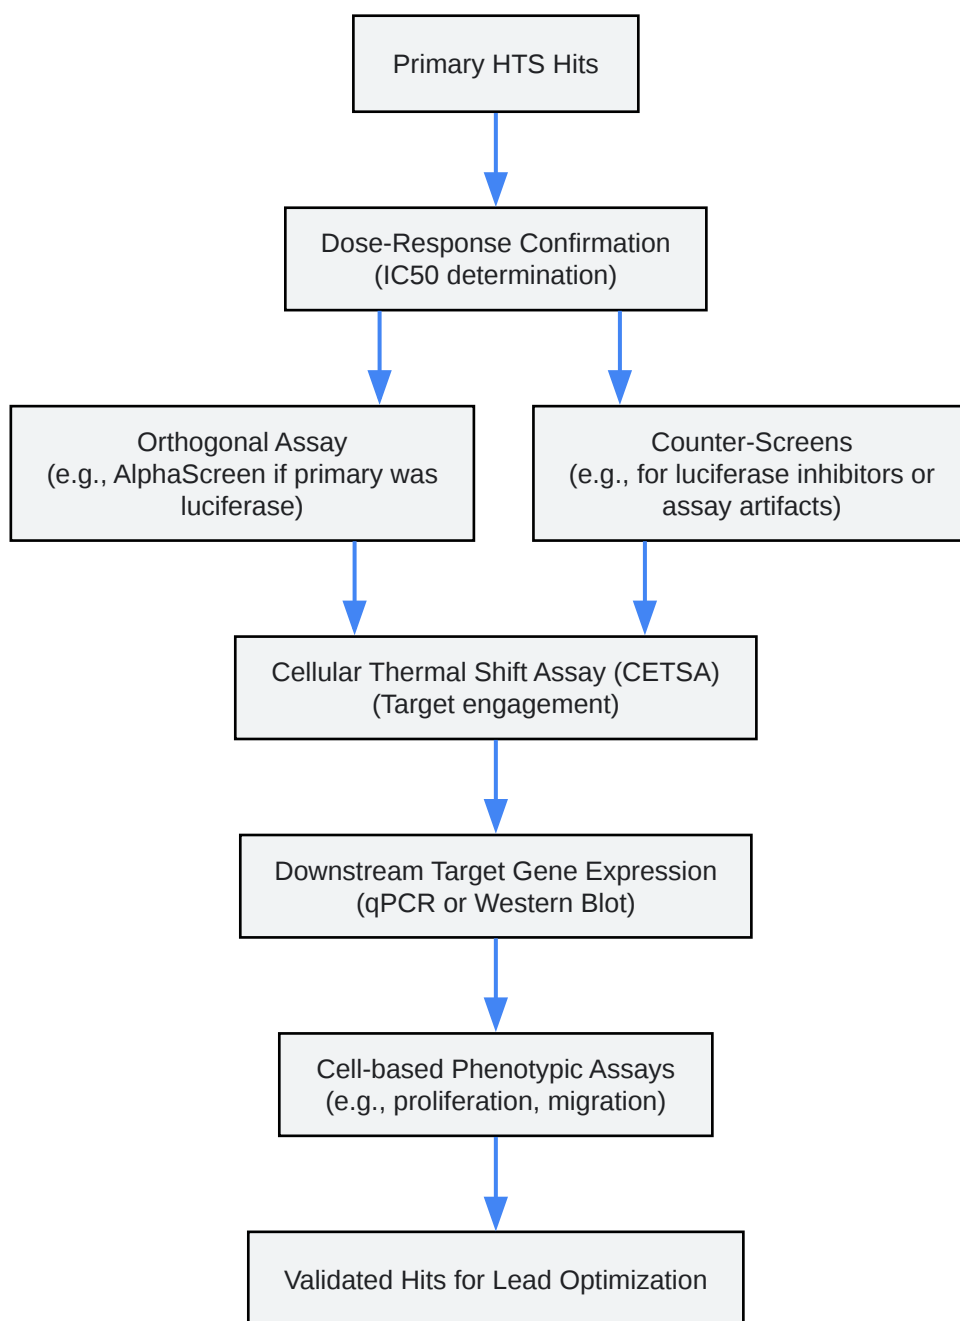 Primary HTS Hits
Dose-Response Confirmation
(IC50 determination)
Orthogonal Assay
(e.g., AlphaScreen if primary was
luciferase)
Counter-Screens
(e.g., for luciferase inhibitors or
assay artifacts)
Cellular Thermal Shift Assay (CETSA)
(Target engagement)
Downstream Target Gene Expression
(qPCR or Western Blot)
Cell-based Phenotypic Assays
(e.g., proliferation, migration)
Validated Hits for Lead Optimization